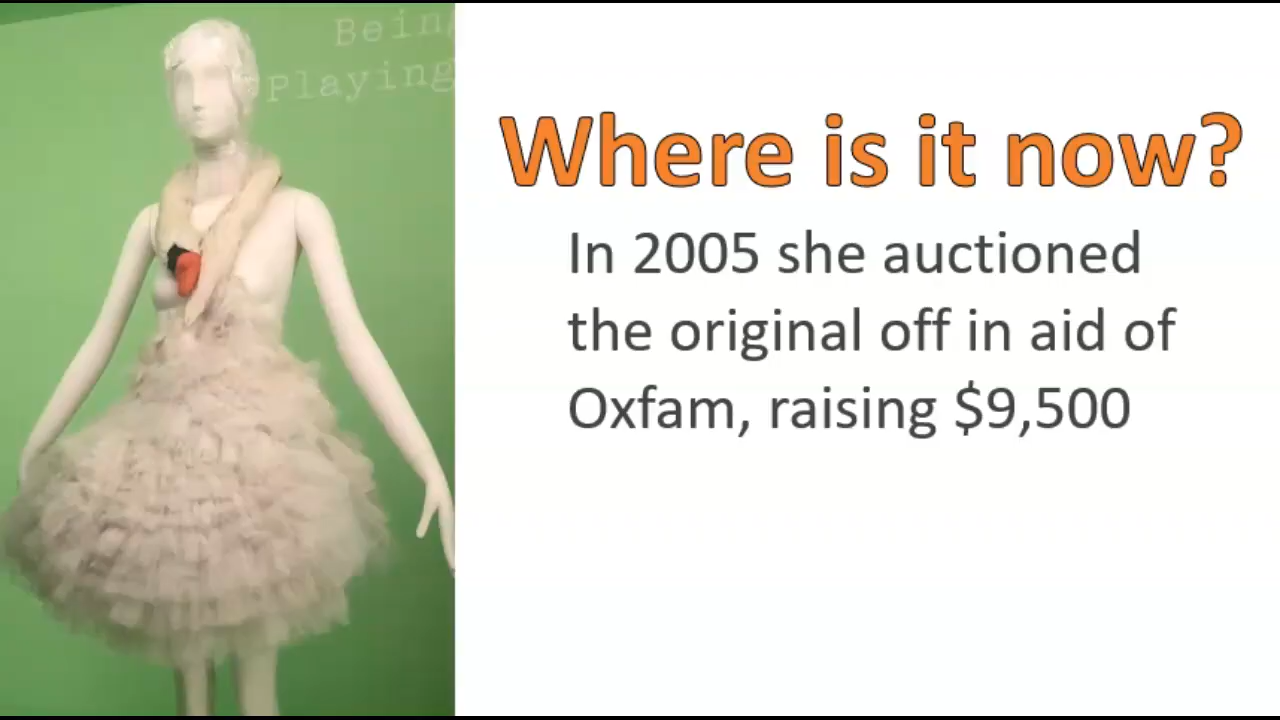 Bein
Playing
Where is it now?
In 2005 she auctioned
the original off in aid of
Oxfam, raising $9,500